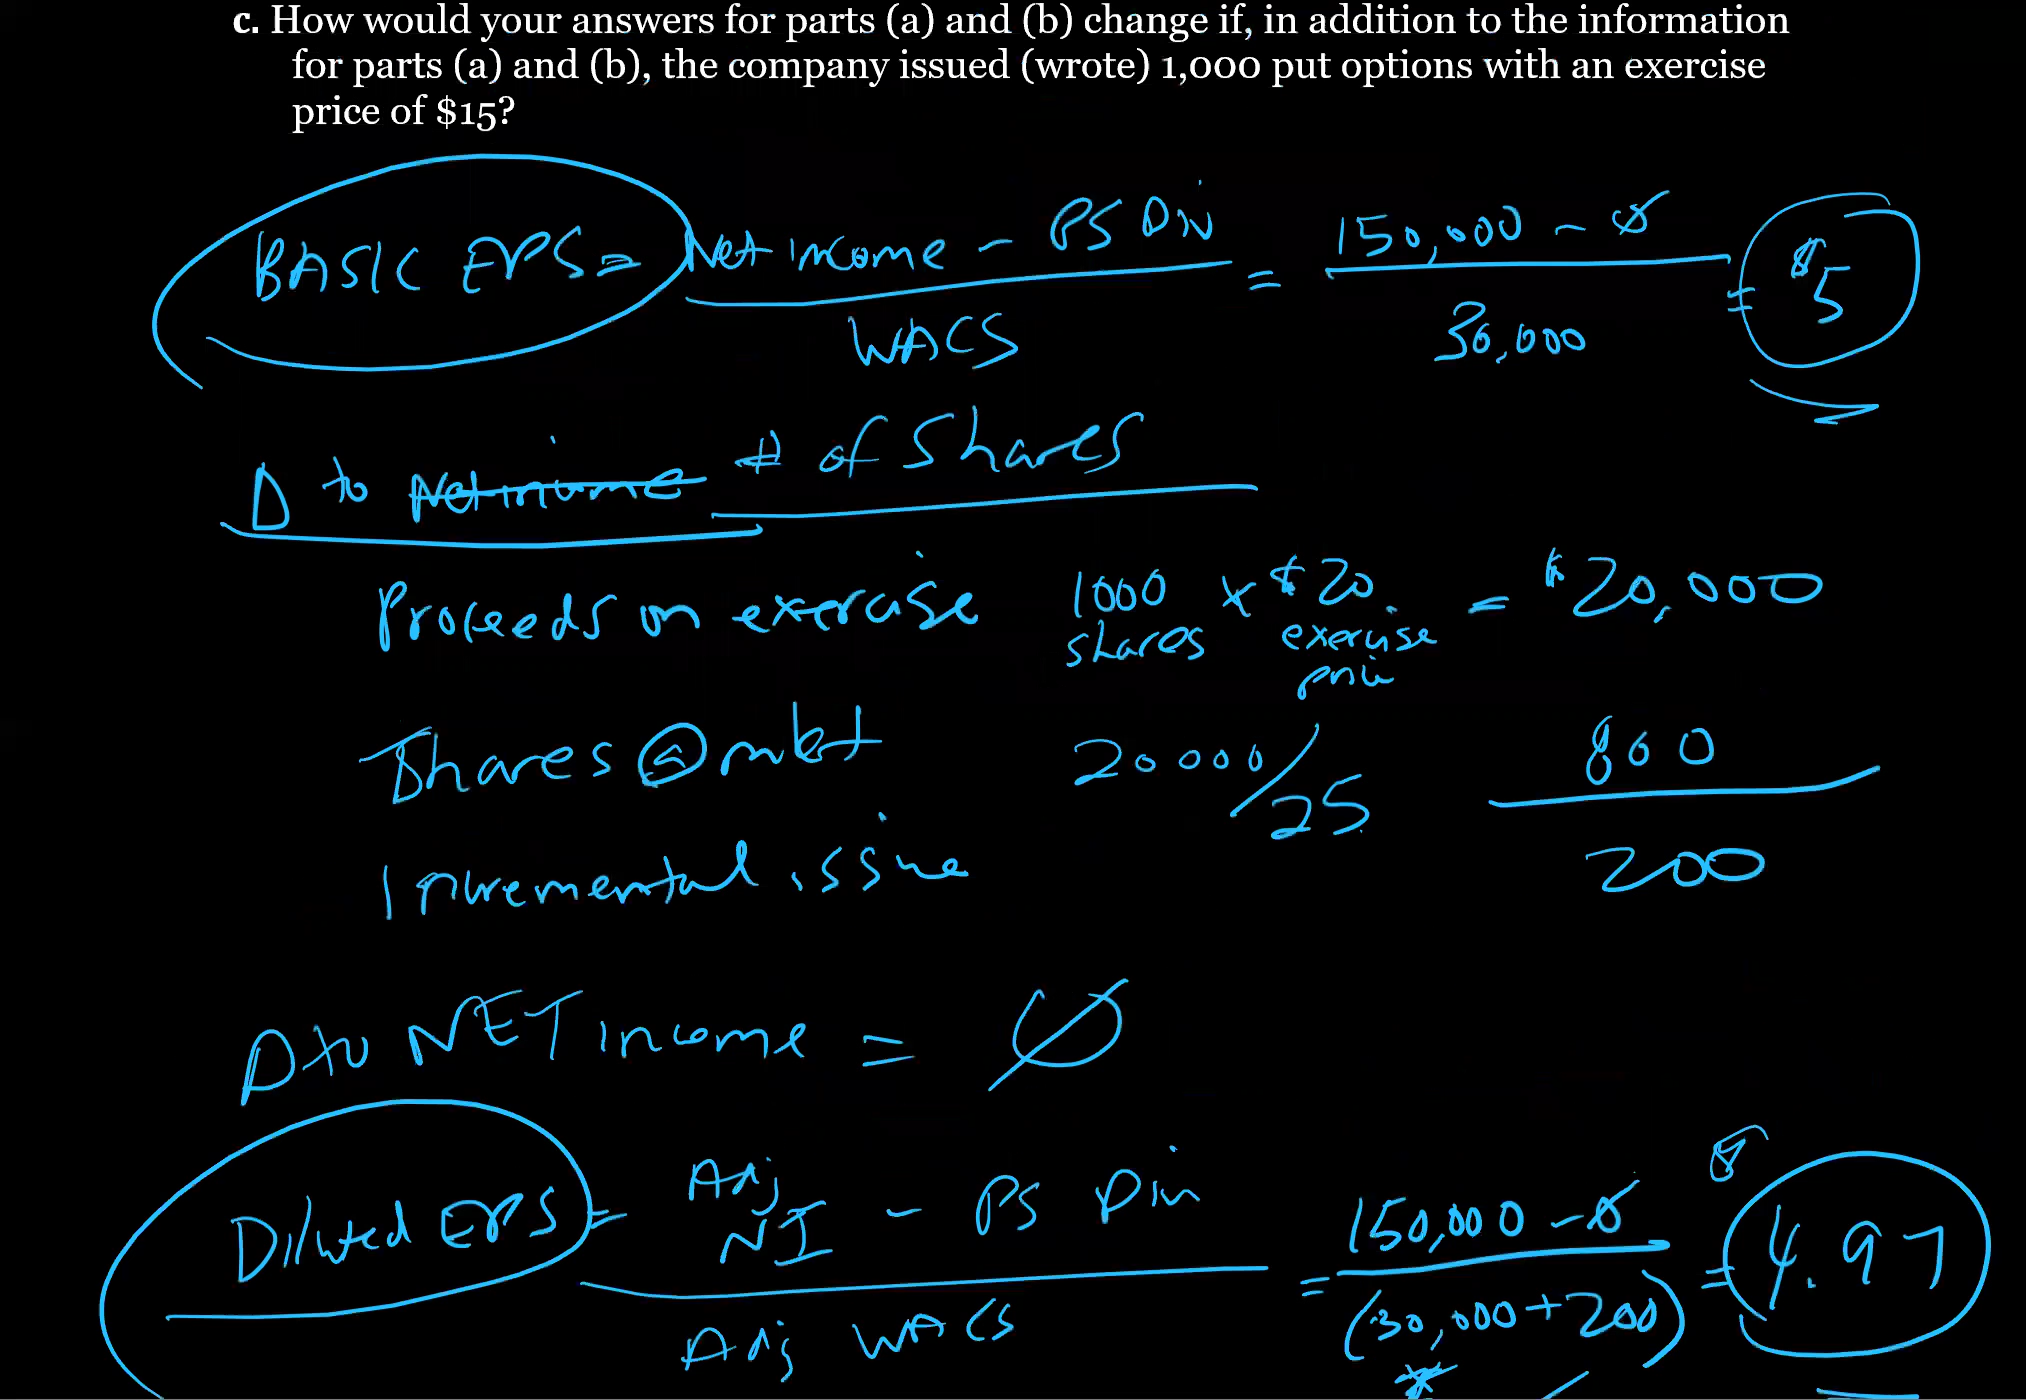 c. How would your answers for parts (a) and (b) change if, in addition to the information
for parts (a) and (b), the company issued (wrote) 1,000 put options with an exercise
price of $15?
BASIC EPS = Net income - PS Div = 150,000 - Ø = $5
WACS 30,000
Δ to Net income # of Shares
Proceeds on exercise 1000 x $20 = $20,000
shares exercise
price
Shares @ mkt 20000/25 800
Incremental issue 200
Δ to NET income = Ø
Diluted EPS = Adj NI - PS Div = 150,000 - Ø = $4.97
Adj WACS (30,000 + 200)
*